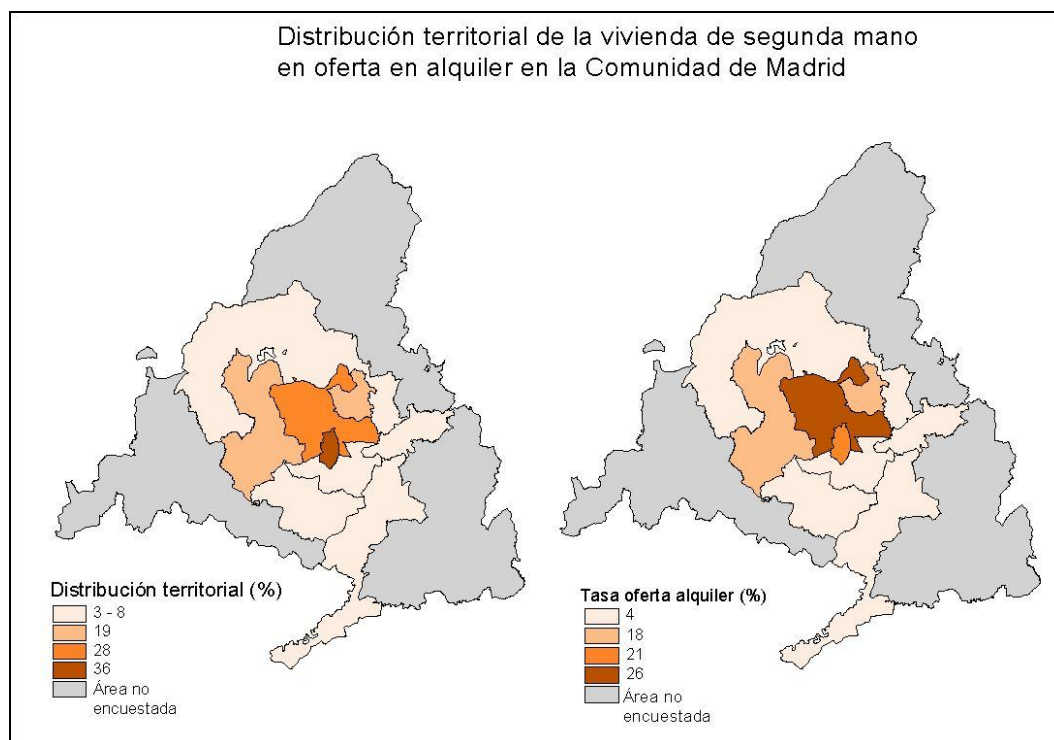 Distribución territorial de la vivienda de segunda mano
en oferta en alquiler en la Comunidad de Madrid
Distribución territorial (%)
3 - 8
19
28
36
Área no
encuestada
Tasa oferta alquiler (%)
4
18
21
26
Área no
encuestada